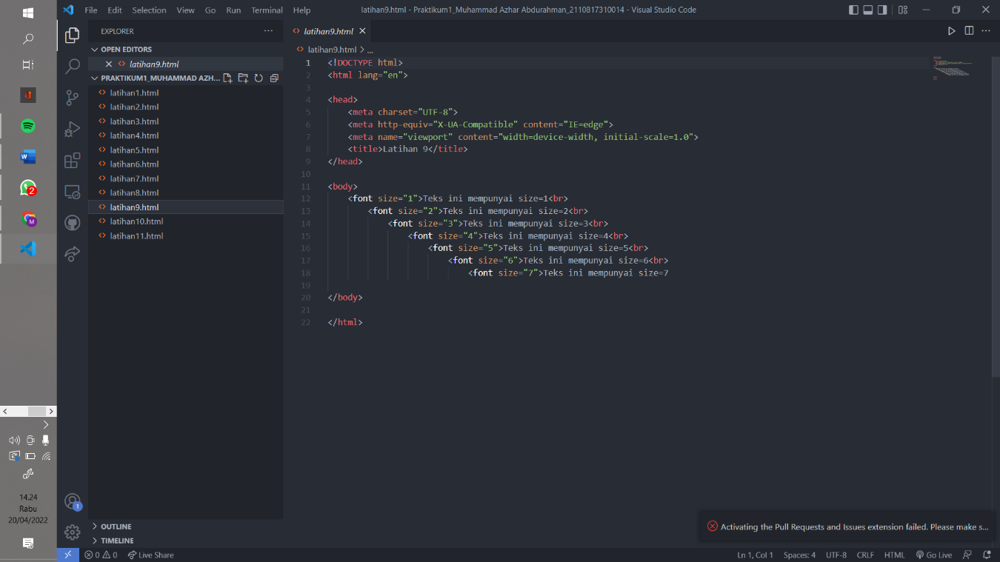 File Edit Selection View Go Run Terminal Help
latihan9.html - Praktikum1_Muhammad Azhar Abdurahman_2110817310014 - Visual Studio Code
EXPLORER
OPEN EDITORS
latihan9.html
PRAKTIKUM1_MUHAMMAD AZH...
latihan1.html
latihan2.html
latihan3.html
latihan4.html
latihan5.html
latihan6.html
latihan7.html
latihan8.html
latihan9.html
latihan10.html
latihan11.html
OUTLINE
TIMELINE
latihan9.html
latihan9.html > ...
1 <!DOCTYPE html>
2 <html lang="en">
3
4 <head>
5 <meta charset="UTF-8">
6 <meta http-equiv="X-UA-Compatible" content="IE=edge">
7 <meta name="viewport" content="width=device-width, initial-scale=1.0">
8 <title>Latihan 9</title>
9 </head>
10
11 <body>
12 <font size="1">Teks ini mempunyai size=1<br>
13 <font size="2">Teks ini mempunyai size=2<br>
14 <font size="3">Teks ini mempunyai size=3<br>
15 <font size="4">Teks ini mempunyai size=4<br>
16 <font size="5">Teks ini mempunyai size=5<br>
17 <font size="6">Teks ini mempunyai size=6<br>
18 <font size="7">Teks ini mempunyai size=7
19
20 </body>
21
22 </html>
Activating the Pull Requests and Issues extension failed. Please make s...
0 0 Live Share
Ln 1, Col 1 Spaces: 4 UTF-8 CRLF HTML Go Live
W
2
M
1
14.24
Rabu
20/04/2022